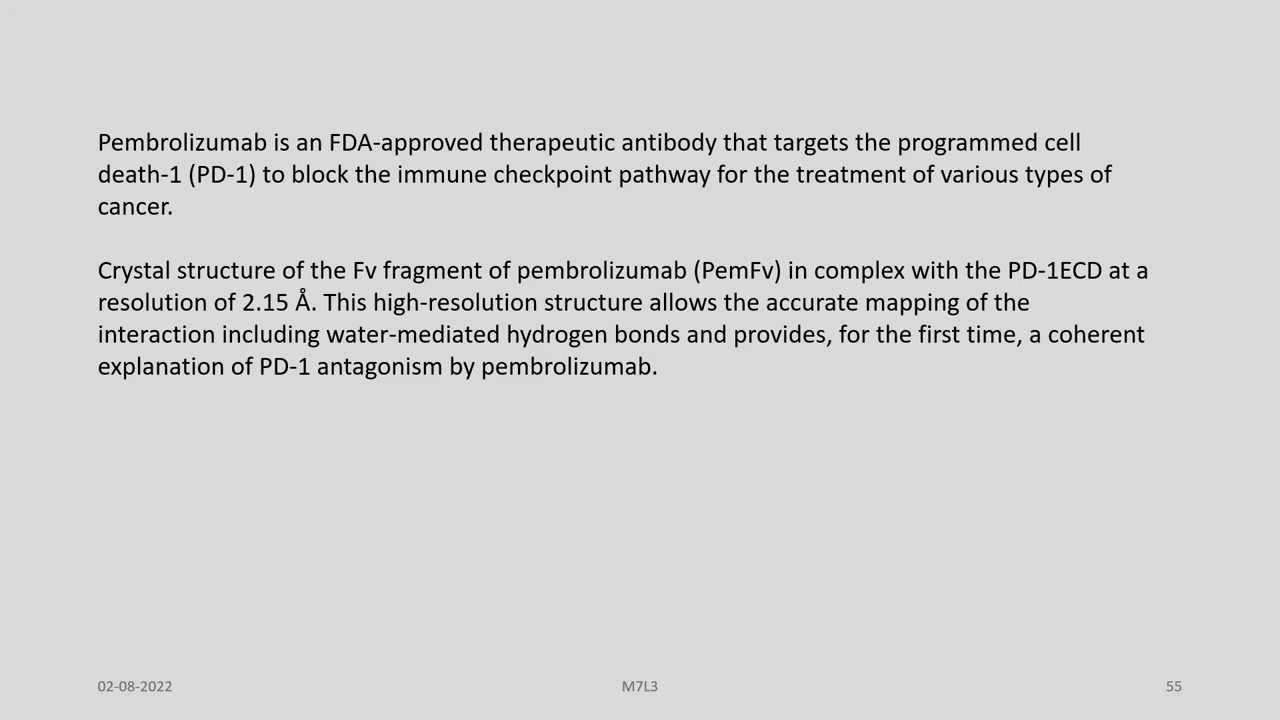 Pembrolizumab is an FDA-approved therapeutic antibody that targets the programmed cell
death-1 (PD-1) to block the immune checkpoint pathway for the treatment of various types of
cancer.
Crystal structure of the Fv fragment of pembrolizumab (PemFv) in complex with the PD-1ECD at a
resolution of 2.15 Å. This high-resolution structure allows the accurate mapping of the
interaction including water-mediated hydrogen bonds and provides, for the first time, a coherent
explanation of PD-1 antagonism by pembrolizumab.
02-08-2022
M7L3
55